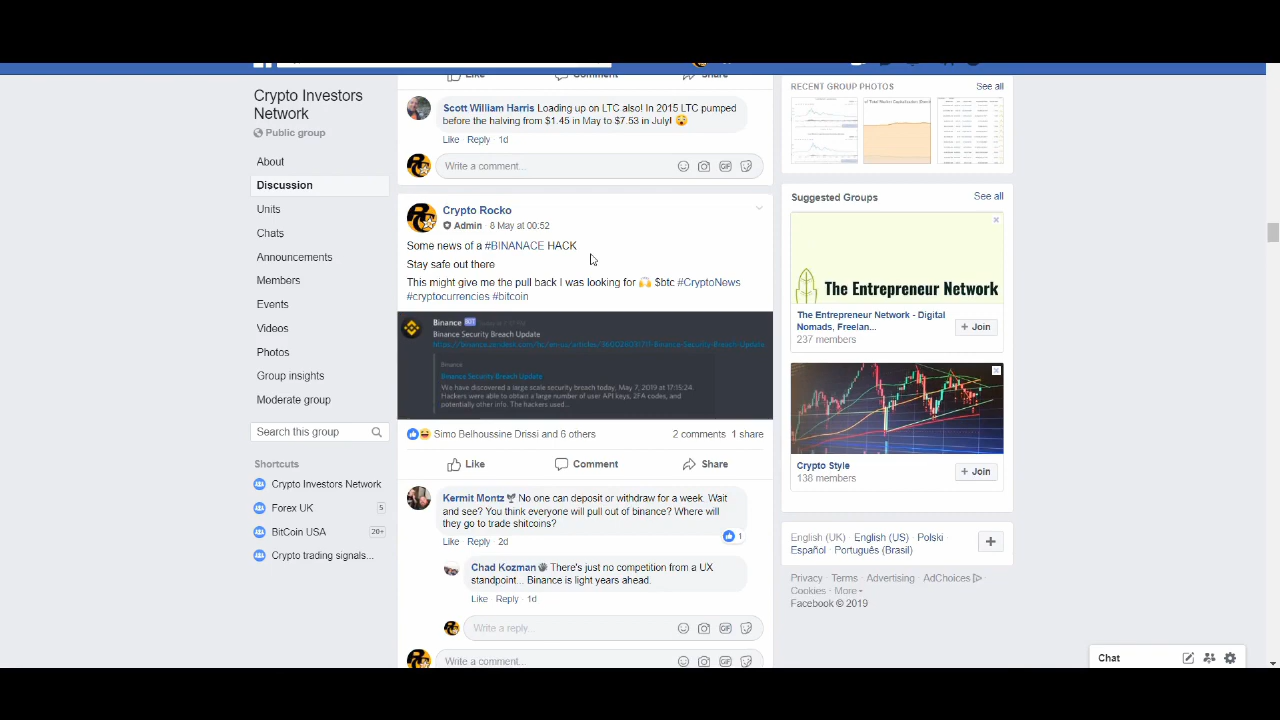 Crypto Investors
Network
Public group
About
Discussion
Units
Chats
Announcements
Members
Events
Videos
Photos
Group insights
Moderate group
Search this group
Shortcuts
Crypto Investors Network
Forex UK 5
BitCoin USA 20+
Crypto trading signals...
Like Comment Share
Scott William Harris Loading up on LTC also! In 2015 LTC pumped
before the halving from $1.45 in May to $7.53 in July! 😲
Like Reply 1d
Write a comment...
Crypto Rocko
Admin · 8 May at 00:52
Some news of a #BINANACE HACK
Stay safe out there
This might give me the pull back I was looking for 🙌 $btc #CryptoNews
#cryptocurrencies #bitcoin
Binance BOT
Binance Security Breach Update
Binance
Binance Security Breach Update
We have discovered a large scale security breach today, May 7, 2019 at 17:15:24.
Hackers were able to obtain a large number of user API keys, 2FA codes, and
potentially other info. The hackers used...
Simo Belhoussine Drissi and 6 others 2 comments 1 share
Like Comment Share
Kermit Montz No one can deposit or withdraw for a week. Wait
and see? You think everyone will pull out of binance? Where will
they go to trade shitcoins?
1
Like Reply 2d
Chad Kozman There's just no competition from a UX
standpoint... Binance is light years ahead.
Like · Reply · 1d
Write a reply...
GIF
Write a comment...
RECENT GROUP PHOTOS See all
Suggested Groups See all
The Entrepreneur Network
The Entrepreneur Network - Digital
Nomads, Freelan...
237 members
+ Join
Crypto Style
138 members
+ Join
English (UK) · English (US) · Polski
Español · Português (Brasil)
Privacy · Terms · Advertising · AdChoices ·
Cookies · More
Facebook © 2019
Chat